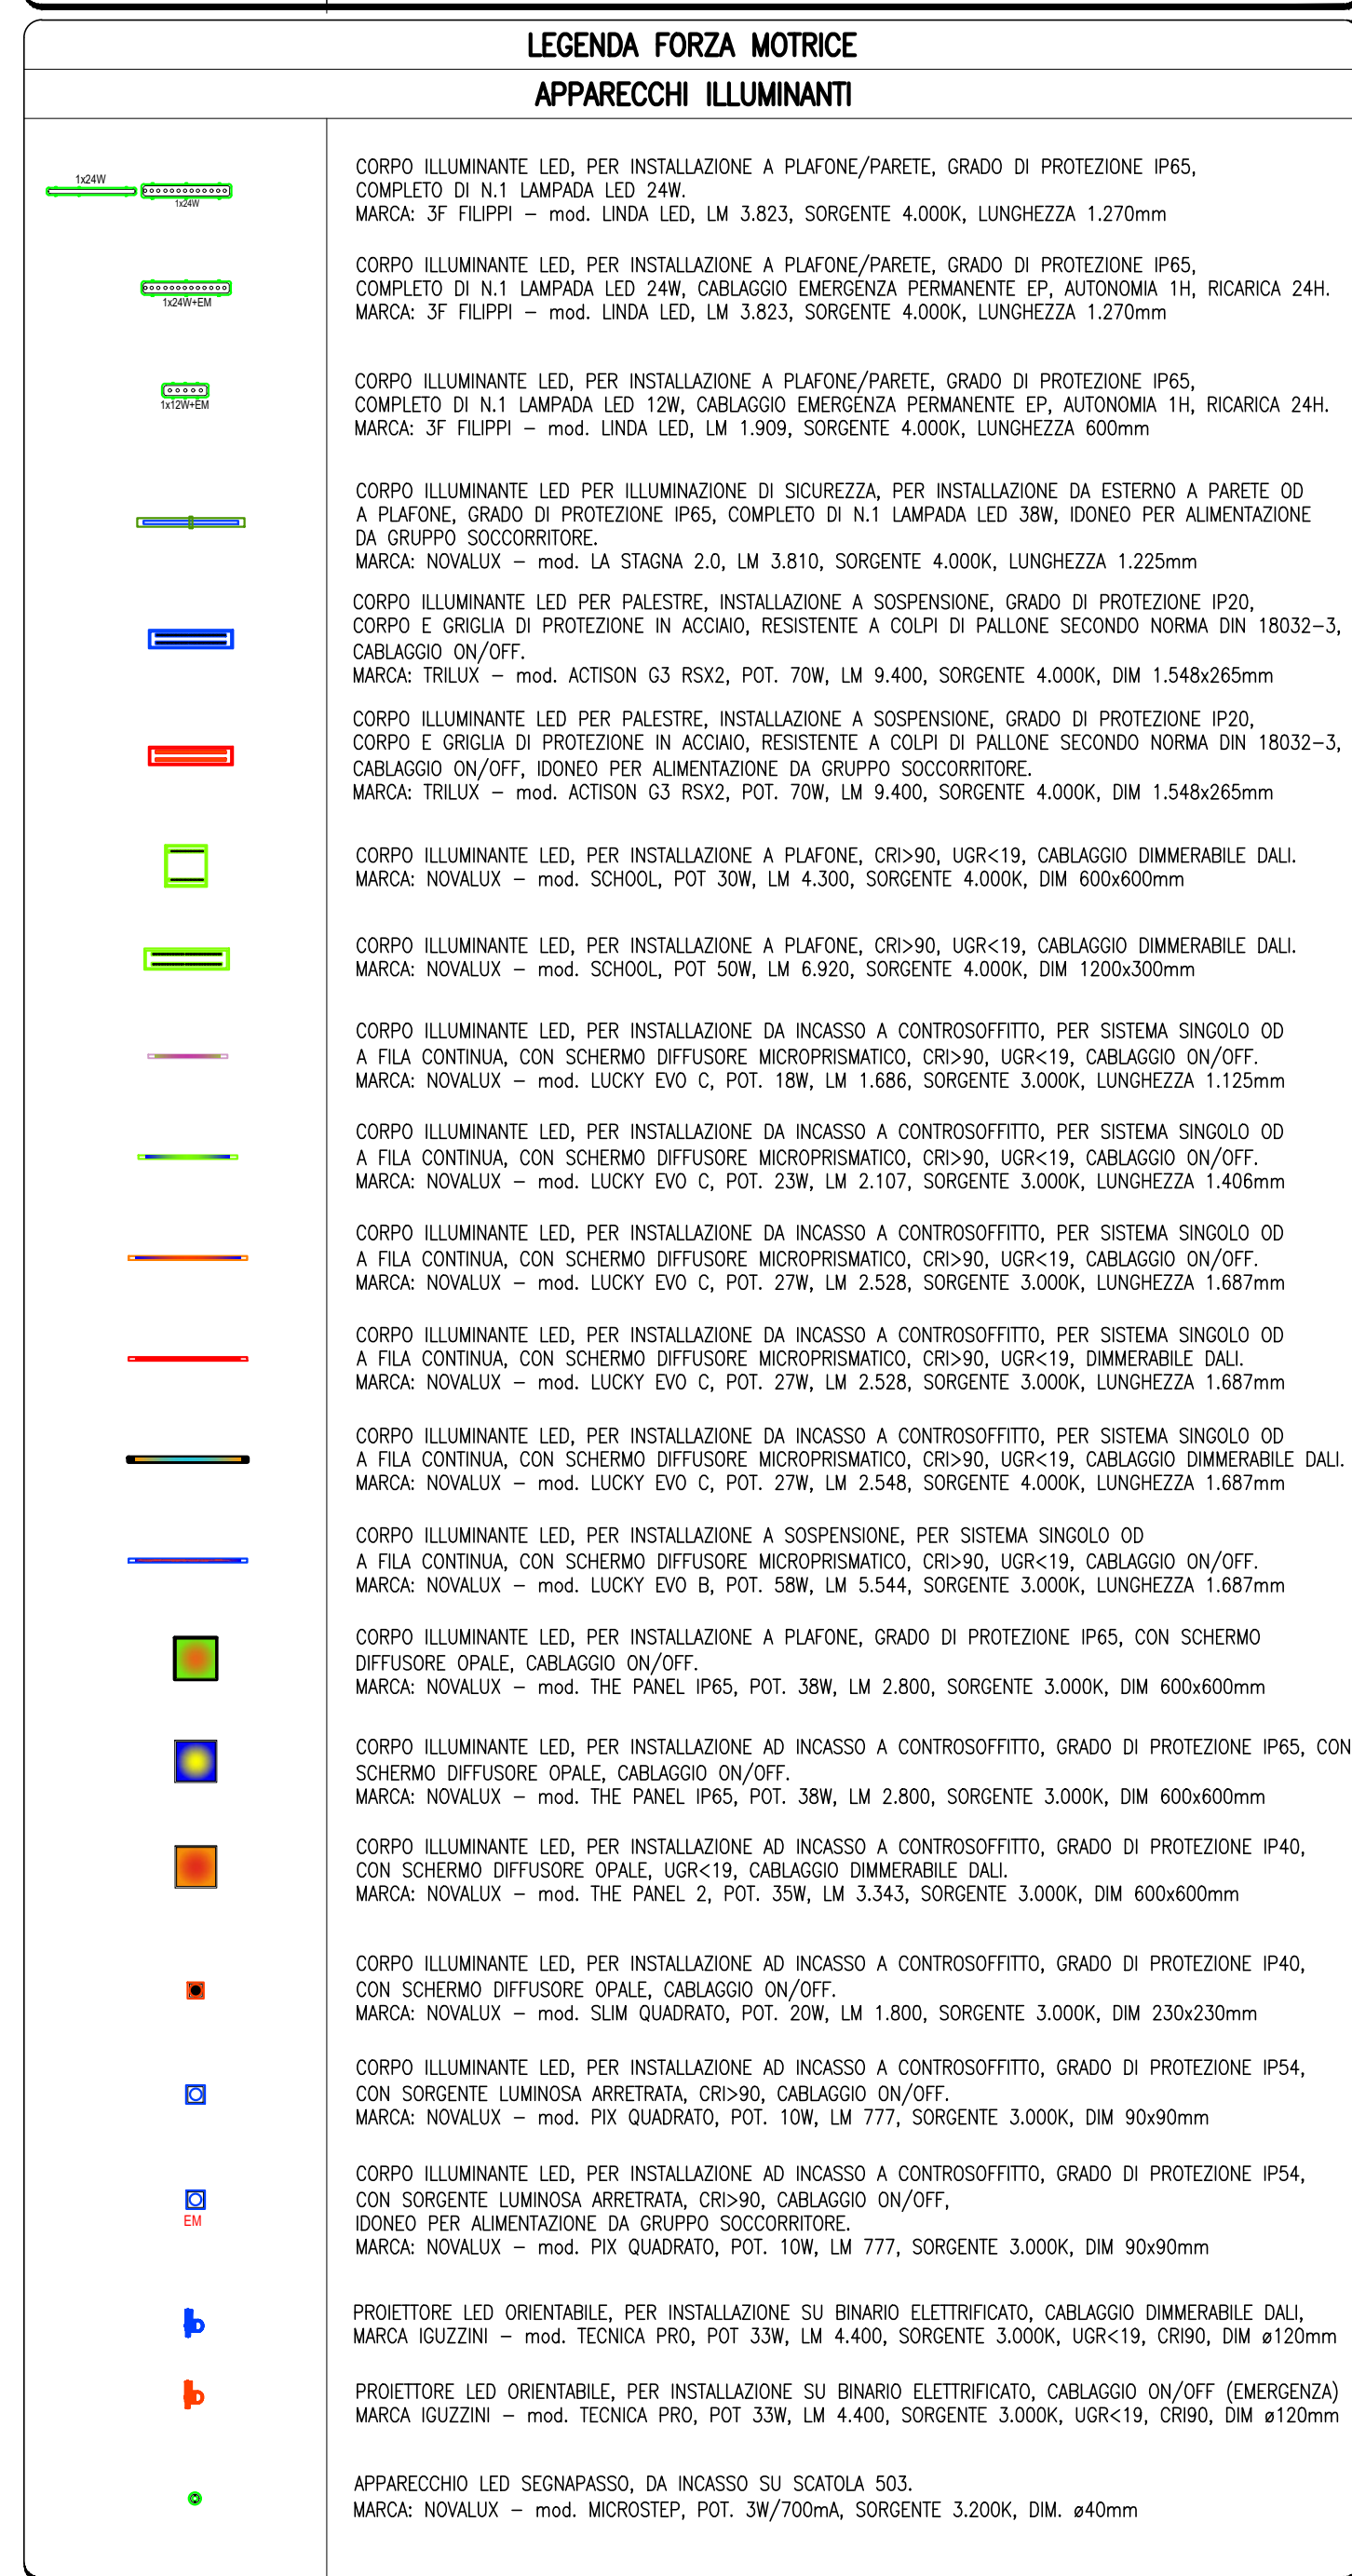 LEGENDA FORZA MOTRICE
APPARECCHI ILLUMINANTI
1x24W
1x24W
CORPO ILLUMINANTE LED, PER INSTALLAZIONE A PLAFONE/PARETE, GRADO DI PROTEZIONE IP65,
COMPLETO DI N.1 LAMPADA LED 24W.
MARCA: 3F FILIPPI – mod. LINDA LED, LM 3.823, SORGENTE 4.000K, LUNGHEZZA 1.270mm
1x24W+EM
CORPO ILLUMINANTE LED, PER INSTALLAZIONE A PLAFONE/PARETE, GRADO DI PROTEZIONE IP65,
COMPLETO DI N.1 LAMPADA LED 24W, CABLAGGIO EMERGENZA PERMANENTE EP, AUTONOMIA 1H, RICARICA 24H.
MARCA: 3F FILIPPI – mod. LINDA LED, LM 3.823, SORGENTE 4.000K, LUNGHEZZA 1.270mm
1x12W+EM
CORPO ILLUMINANTE LED, PER INSTALLAZIONE A PLAFONE/PARETE, GRADO DI PROTEZIONE IP65,
COMPLETO DI N.1 LAMPADA LED 12W, CABLAGGIO EMERGENZA PERMANENTE EP, AUTONOMIA 1H, RICARICA 24H.
MARCA: 3F FILIPPI – mod. LINDA LED, LM 1.909, SORGENTE 4.000K, LUNGHEZZA 600mm
CORPO ILLUMINANTE LED PER ILLUMINAZIONE DI SICUREZZA, PER INSTALLAZIONE DA ESTERNO A PARETE OD
A PLAFONE, GRADO DI PROTEZIONE IP65, COMPLETO DI N.1 LAMPADA LED 38W, IDONEO PER ALIMENTAZIONE
DA GRUPPO SOCCORRITORE.
MARCA: NOVALUX – mod. LA STAGNA 2.0, LM 3.810, SORGENTE 4.000K, LUNGHEZZA 1.225mm
CORPO ILLUMINANTE LED PER PALESTRE, INSTALLAZIONE A SOSPENSIONE, GRADO DI PROTEZIONE IP20,
CORPO E GRIGLIA DI PROTEZIONE IN ACCIAIO, RESISTENTE A COLPI DI PALLONE SECONDO NORMA DIN 18032–3,
CABLAGGIO ON/OFF.
MARCA: TRILUX – mod. ACTISON G3 RSX2, POT. 70W, LM 9.400, SORGENTE 4.000K, DIM 1.548x265mm
CORPO ILLUMINANTE LED PER PALESTRE, INSTALLAZIONE A SOSPENSIONE, GRADO DI PROTEZIONE IP20,
CORPO E GRIGLIA DI PROTEZIONE IN ACCIAIO, RESISTENTE A COLPI DI PALLONE SECONDO NORMA DIN 18032–3,
CABLAGGIO ON/OFF, IDONEO PER ALIMENTAZIONE DA GRUPPO SOCCORRITORE.
MARCA: TRILUX – mod. ACTISON G3 RSX2, POT. 70W, LM 9.400, SORGENTE 4.000K, DIM 1.548x265mm
CORPO ILLUMINANTE LED, PER INSTALLAZIONE A PLAFONE, CRI>90, UGR<19, CABLAGGIO DIMMERABILE DALI.
MARCA: NOVALUX – mod. SCHOOL, POT 30W, LM 4.300, SORGENTE 4.000K, DIM 600x600mm
CORPO ILLUMINANTE LED, PER INSTALLAZIONE A PLAFONE, CRI>90, UGR<19, CABLAGGIO DIMMERABILE DALI.
MARCA: NOVALUX – mod. SCHOOL, POT 50W, LM 6.920, SORGENTE 4.000K, DIM 1200x300mm
CORPO ILLUMINANTE LED, PER INSTALLAZIONE DA INCASSO A CONTROSOFFITTO, PER SISTEMA SINGOLO OD
A FILA CONTINUA, CON SCHERMO DIFFUSORE MICROPRISMATICO, CRI>90, UGR<19, CABLAGGIO ON/OFF.
MARCA: NOVALUX – mod. LUCKY EVO C, POT. 18W, LM 1.686, SORGENTE 3.000K, LUNGHEZZA 1.125mm
CORPO ILLUMINANTE LED, PER INSTALLAZIONE DA INCASSO A CONTROSOFFITTO, PER SISTEMA SINGOLO OD
A FILA CONTINUA, CON SCHERMO DIFFUSORE MICROPRISMATICO, CRI>90, UGR<19, CABLAGGIO ON/OFF.
MARCA: NOVALUX – mod. LUCKY EVO C, POT. 23W, LM 2.107, SORGENTE 3.000K, LUNGHEZZA 1.406mm
CORPO ILLUMINANTE LED, PER INSTALLAZIONE DA INCASSO A CONTROSOFFITTO, PER SISTEMA SINGOLO OD
A FILA CONTINUA, CON SCHERMO DIFFUSORE MICROPRISMATICO, CRI>90, UGR<19, CABLAGGIO ON/OFF.
MARCA: NOVALUX – mod. LUCKY EVO C, POT. 27W, LM 2.528, SORGENTE 3.000K, LUNGHEZZA 1.687mm
CORPO ILLUMINANTE LED, PER INSTALLAZIONE DA INCASSO A CONTROSOFFITTO, PER SISTEMA SINGOLO OD
A FILA CONTINUA, CON SCHERMO DIFFUSORE MICROPRISMATICO, CRI>90, UGR<19, DIMMERABILE DALI.
MARCA: NOVALUX – mod. LUCKY EVO C, POT. 27W, LM 2.528, SORGENTE 3.000K, LUNGHEZZA 1.687mm
CORPO ILLUMINANTE LED, PER INSTALLAZIONE DA INCASSO A CONTROSOFFITTO, PER SISTEMA SINGOLO OD
A FILA CONTINUA, CON SCHERMO DIFFUSORE MICROPRISMATICO, CRI>90, UGR<19, CABLAGGIO DIMMERABILE DALI.
MARCA: NOVALUX – mod. LUCKY EVO C, POT. 27W, LM 2.548, SORGENTE 4.000K, LUNGHEZZA 1.687mm
CORPO ILLUMINANTE LED, PER INSTALLAZIONE A SOSPENSIONE, PER SISTEMA SINGOLO OD
A FILA CONTINUA, CON SCHERMO DIFFUSORE MICROPRISMATICO, CRI>90, UGR<19, CABLAGGIO ON/OFF.
MARCA: NOVALUX – mod. LUCKY EVO B, POT. 58W, LM 5.544, SORGENTE 3.000K, LUNGHEZZA 1.687mm
CORPO ILLUMINANTE LED, PER INSTALLAZIONE A PLAFONE, GRADO DI PROTEZIONE IP65, CON SCHERMO
DIFFUSORE OPALE, CABLAGGIO ON/OFF.
MARCA: NOVALUX – mod. THE PANEL IP65, POT. 38W, LM 2.800, SORGENTE 3.000K, DIM 600x600mm
CORPO ILLUMINANTE LED, PER INSTALLAZIONE AD INCASSO A CONTROSOFFITTO, GRADO DI PROTEZIONE IP65, CON
SCHERMO DIFFUSORE OPALE, CABLAGGIO ON/OFF.
MARCA: NOVALUX – mod. THE PANEL IP65, POT. 38W, LM 2.800, SORGENTE 3.000K, DIM 600x600mm
CORPO ILLUMINANTE LED, PER INSTALLAZIONE AD INCASSO A CONTROSOFFITTO, GRADO DI PROTEZIONE IP40,
CON SCHERMO DIFFUSORE OPALE, UGR<19, CABLAGGIO DIMMERABILE DALI.
MARCA: NOVALUX – mod. THE PANEL 2, POT. 35W, LM 3.343, SORGENTE 3.000K, DIM 600x600mm
CORPO ILLUMINANTE LED, PER INSTALLAZIONE AD INCASSO A CONTROSOFFITTO, GRADO DI PROTEZIONE IP40,
CON SCHERMO DIFFUSORE OPALE, CABLAGGIO ON/OFF.
MARCA: NOVALUX – mod. SLIM QUADRATO, POT. 20W, LM 1.800, SORGENTE 3.000K, DIM 230x230mm
CORPO ILLUMINANTE LED, PER INSTALLAZIONE AD INCASSO A CONTROSOFFITTO, GRADO DI PROTEZIONE IP54,
CON SORGENTE LUMINOSA ARRETRATA, CRI>90, CABLAGGIO ON/OFF.
MARCA: NOVALUX – mod. PIX QUADRATO, POT. 10W, LM 777, SORGENTE 3.000K, DIM 90x90mm
EM
CORPO ILLUMINANTE LED, PER INSTALLAZIONE AD INCASSO A CONTROSOFFITTO, GRADO DI PROTEZIONE IP54,
CON SORGENTE LUMINOSA ARRETRATA, CRI>90, CABLAGGIO ON/OFF,
IDONEO PER ALIMENTAZIONE DA GRUPPO SOCCORRITORE.
MARCA: NOVALUX – mod. PIX QUADRATO, POT. 10W, LM 777, SORGENTE 3.000K, DIM 90x90mm
PROIETTORE LED ORIENTABILE, PER INSTALLAZIONE SU BINARIO ELETTRIFICATO, CABLAGGIO DIMMERABILE DALI,
MARCA IGUZZINI – mod. TECNICA PRO, POT 33W, LM 4.400, SORGENTE 3.000K, UGR<19, CRI90, DIM ø120mm
PROIETTORE LED ORIENTABILE, PER INSTALLAZIONE SU BINARIO ELETTRIFICATO, CABLAGGIO ON/OFF (EMERGENZA)
MARCA IGUZZINI – mod. TECNICA PRO, POT 33W, LM 4.400, SORGENTE 3.000K, UGR<19, CRI90, DIM ø120mm
APPARECCHIO LED SEGNAPASSO, DA INCASSO SU SCATOLA 503.
MARCA: NOVALUX – mod. MICROSTEP, POT. 3W/700mA, SORGENTE 3.200K, DIM. ø40mm